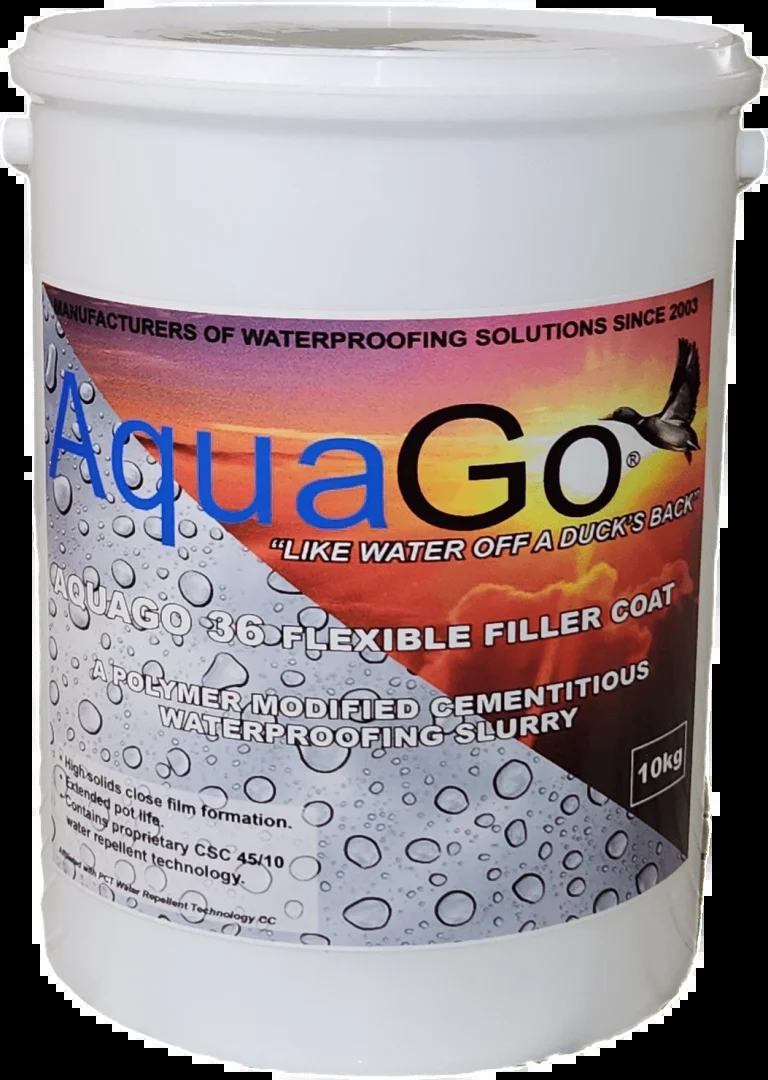 MANUFACTURERS OF WATERPROOFING SOLUTIONS SINCE 2003
AquaGo®
"LIKE WATER OFF A DUCK'S BACK"
AQUAGO 36 FLEXIBLE FILLER COAT
A POLYMER MODIFIED CEMENTITIOUS
WATERPROOFING SLURRY
10kg
• High solids close film formation.
• Extended pot life.
• Contains proprietary CSC 45/10
water repellent technology.
with PCT Water Repellent Technology CC